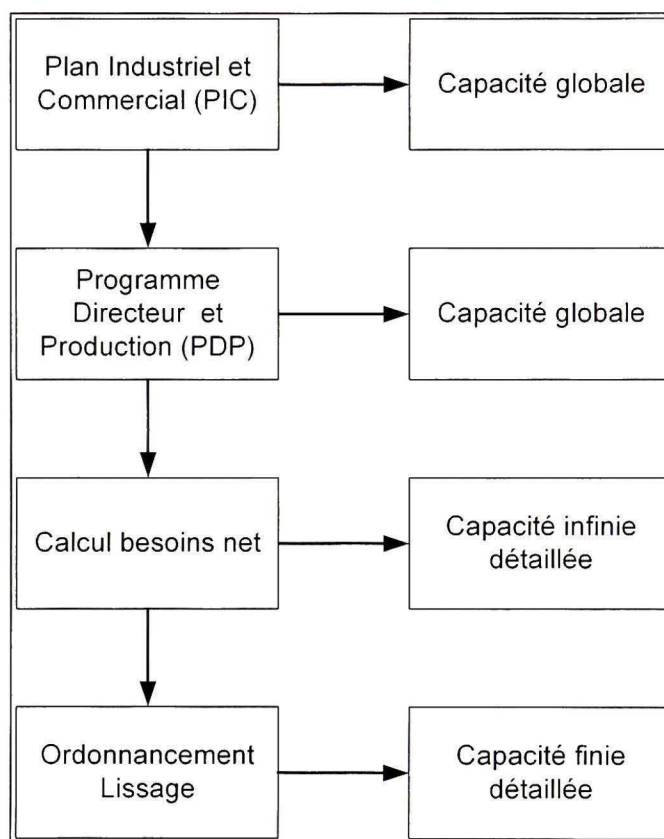 Plan Industriel et
Commercial (PIC)
Capacité globale
Programme
Directeur et
Production (PDP)
Capacité globale
Calcul besoins net
Capacité infinie
détaillée
Ordonnancement
Lissage
Capacité finie
détaillée